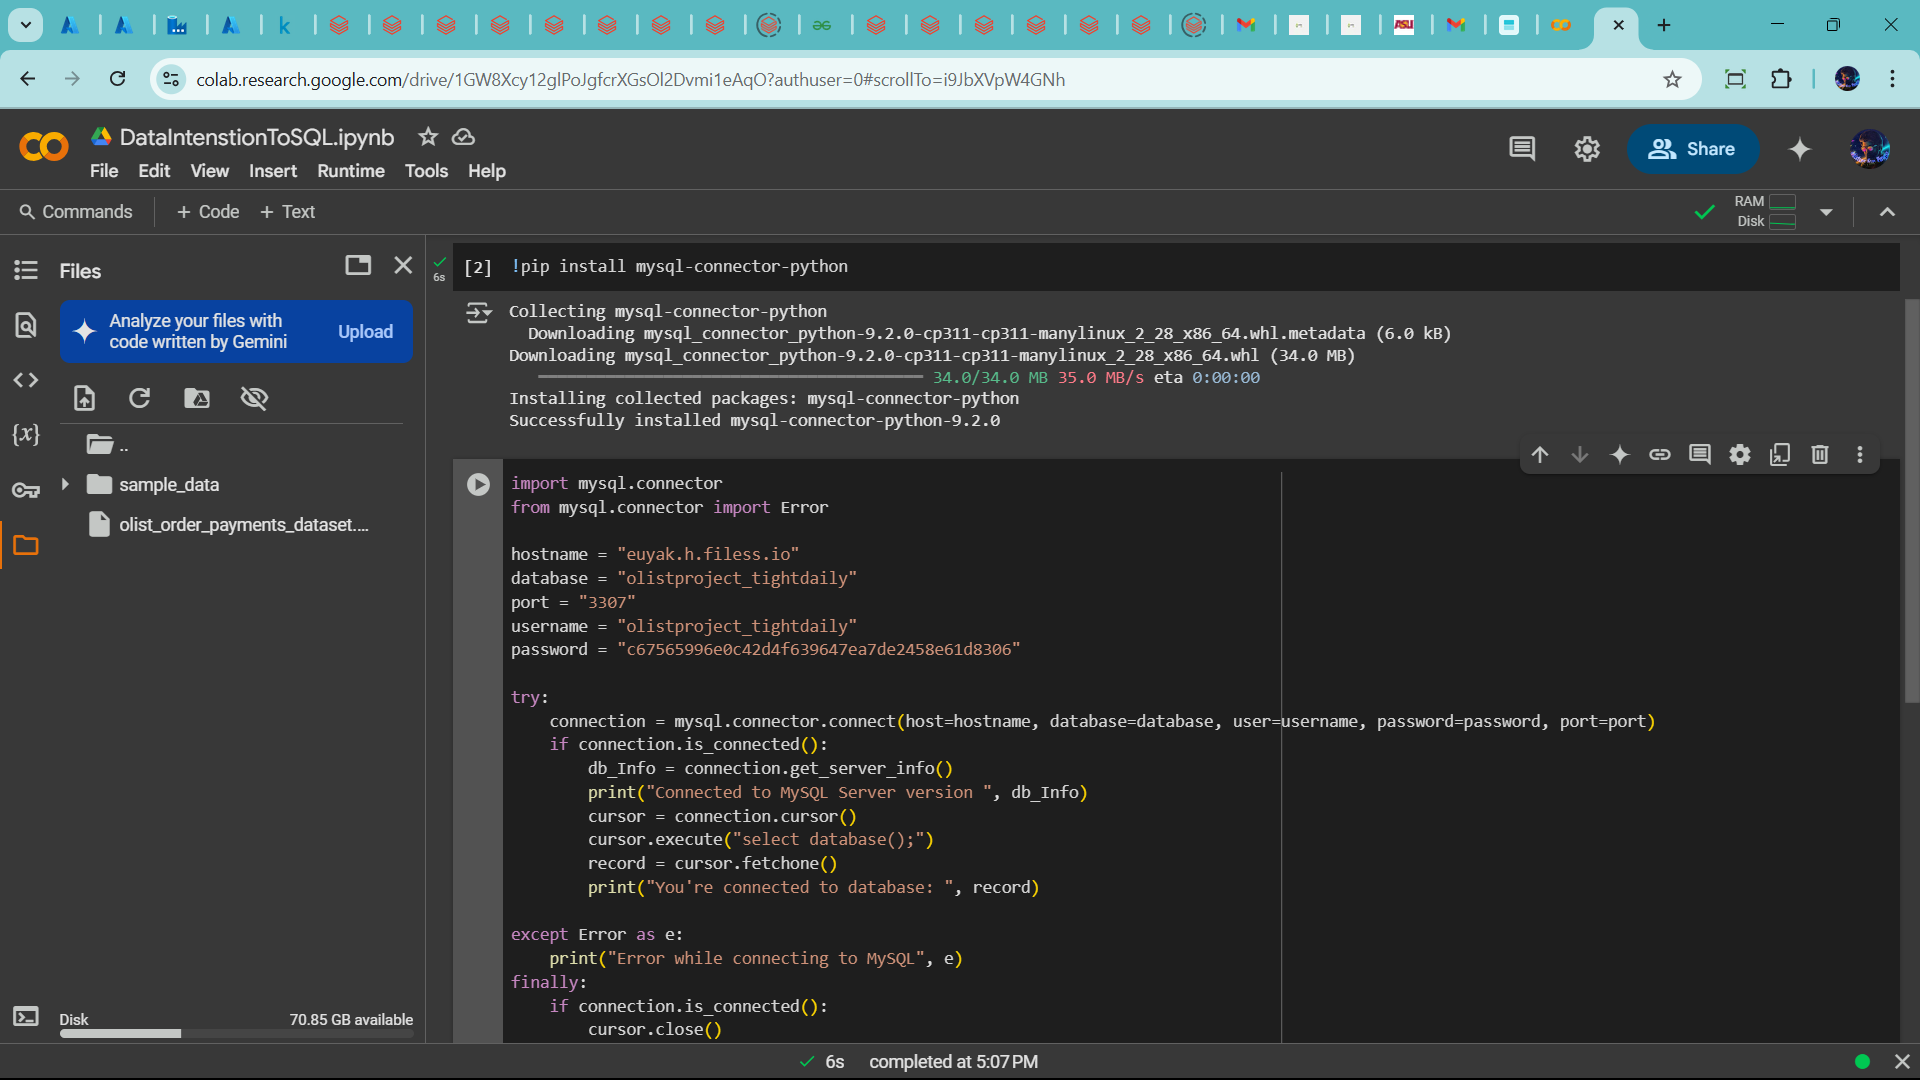 colab.research.google.com/drive/1GW8Xcy12glPoJgfcrXGsOl2Dvmi1eAqO?authuser=0#scrollTo=i9JbXVpW4GNh
DataIntenstionToSQL.ipynb
File Edit View Insert Runtime Tools Help
Share
Commands + Code + Text
RAM
Disk
Files
Analyze your files with
code written by Gemini
Upload
..
sample_data
olist_order_payments_dataset....
Disk 70.85 GB available
6s
[2] !pip install mysql-connector-python
Collecting mysql-connector-python
Downloading mysql_connector_python-9.2.0-cp311-cp311-manylinux_2_28_x86_64.whl.metadata (6.0 kB)
Downloading mysql_connector_python-9.2.0-cp311-cp311-manylinux_2_28_x86_64.whl (34.0 MB)
34.0/34.0 MB 35.0 MB/s eta 0:00:00
Installing collected packages: mysql-connector-python
Successfully installed mysql-connector-python-9.2.0
import mysql.connector
from mysql.connector import Error
hostname = "euyak.h.filess.io"
database = "olistproject_tightdaily"
port = "3307"
username = "olistproject_tightdaily"
password = "c67565996e0c42d4f639647ea7de2458e61d8306"
try:
connection = mysql.connector.connect(host=hostname, database=database, user=username, password=password, port=port)
if connection.is_connected():
db_Info = connection.get_server_info()
print("Connected to MySQL Server version ", db_Info)
cursor = connection.cursor()
cursor.execute("select database();")
record = cursor.fetchone()
print("You're connected to database: ", record)
except Error as e:
print("Error while connecting to MySQL", e)
finally:
if connection.is_connected():
cursor.close()
6s completed at 5:07 PM